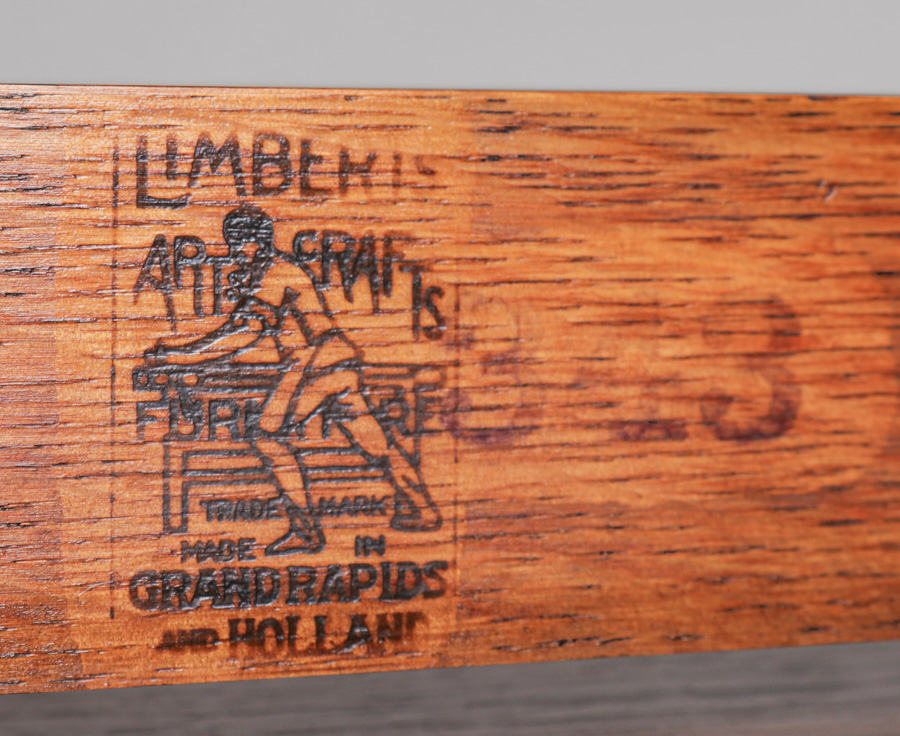 LIMBERTS
ARTS CRAFTS
FURNITURE
TRADE MARK
MADE IN
GRAND RAPIDS
AND HOLLAND